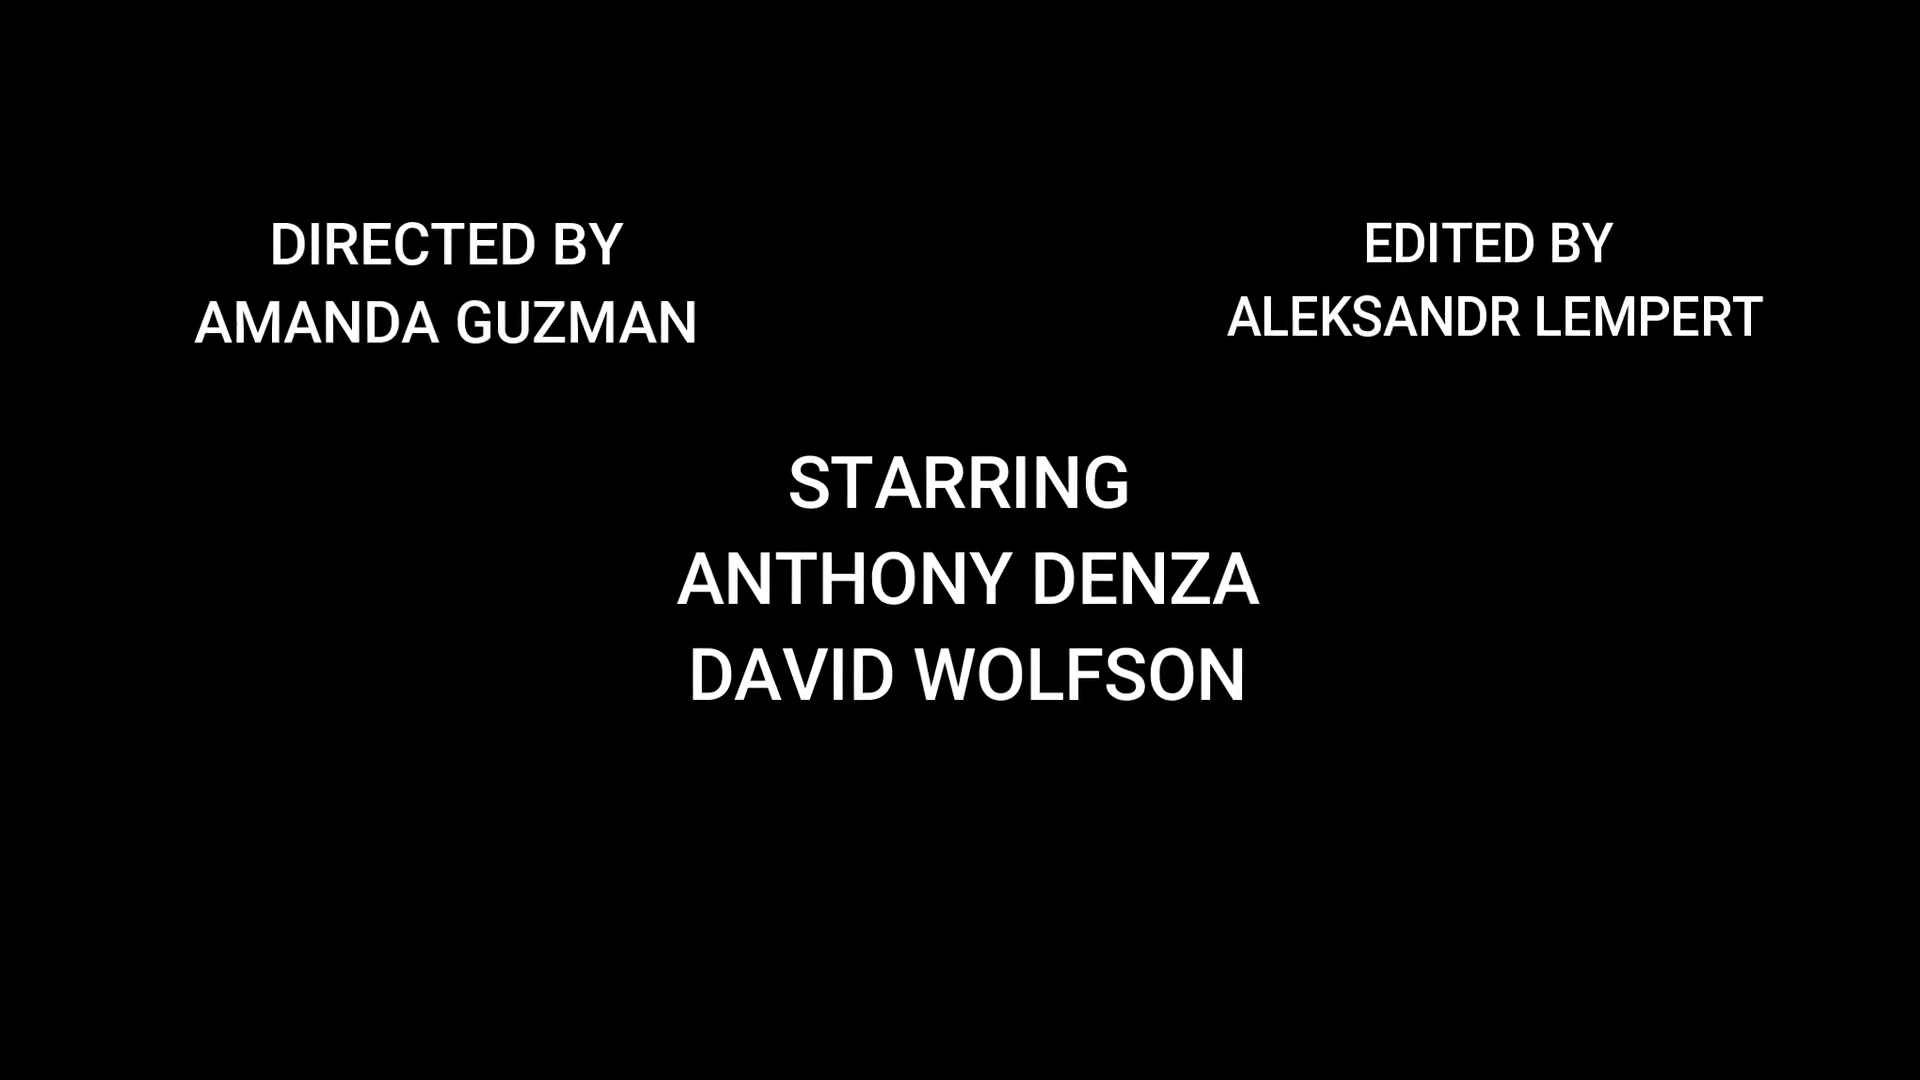 DIRECTED BY
AMANDA GUZMAN
EDITED BY
ALEKSANDR LEMPERT
STARRING
ANTHONY DENZA
DAVID WOLFSON